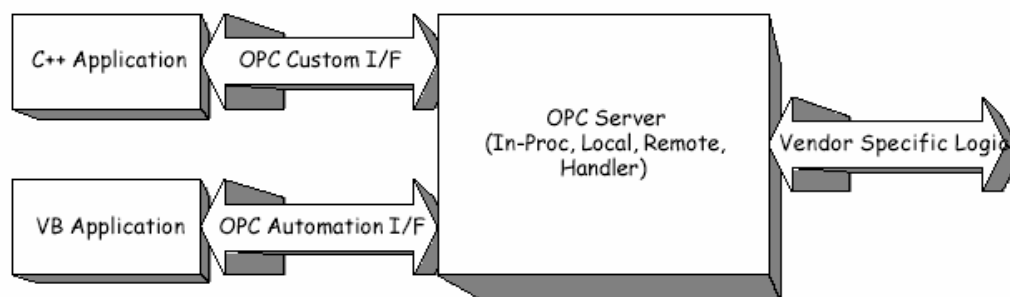 C++ Application
OPC Custom I/F
OPC Server
(In-Proc, Local, Remote,
Handler)
Vendor Specific Logic
VB Application
OPC Automation I/F